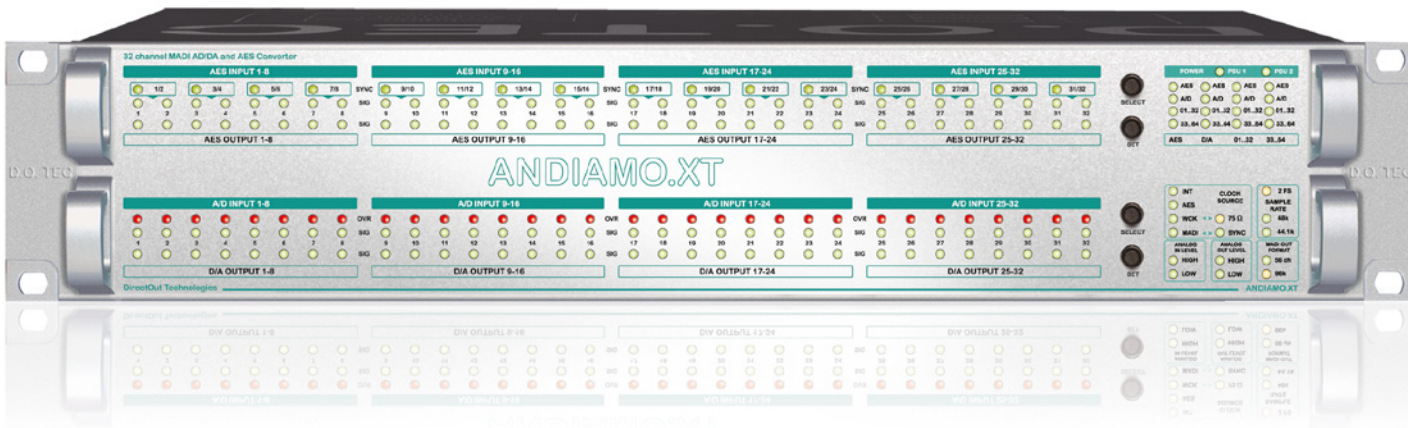 32 channel MADI AD/DA and AES Converter
AES INPUT 1-8 AES INPUT 9-16 AES INPUT 17-24 AES INPUT 25-32
1/2 3/4 5/6 7/8 SYNC 9/10 11/12 13/14 15/16 SYNC 17/18 19/20 21/22 23/24 SYNC 25/26 27/28 29/30 31/32
SIG SIG SIG
1 2 3 4 5 6 7 8 9 10 11 12 13 14 15 16 17 18 19 20 21 22 23 24 25 26 27 28 29 30 31 32
SIG SIG SIG
AES OUTPUT 1-8 AES OUTPUT 9-16 AES OUTPUT 17-24 AES OUTPUT 25-32
SELECT
SET
POWER PSU 1 PSU 2
AES AES AES AES
A/D A/D A/D A/D
01..32 01..32 01..32 01..32
33..64 33..64 33..64 33..64
AES D/A 01..32 33..64
D.O. TEC
ANDIAMO.XT
D.O. TEC
A/D INPUT 1-8 A/D INPUT 9-16 A/D INPUT 17-24 A/D INPUT 25-32
OVR OVR OVR
1 2 3 4 5 6 7 8 9 10 11 12 13 14 15 16 17 18 19 20 21 22 23 24 25 26 27 28 29 30 31 32
SIG SIG SIG
D/A OUTPUT 1-8 D/A OUTPUT 9-16 D/A OUTPUT 17-24 D/A OUTPUT 25-32
SELECT
SET
INT CLOCK SOURCE
AES
WCK 75 Ω
MADI SYNC
2 FS
SAMPLE RATE
48k
44.1k
ANALOG IN LEVEL
HIGH
LOW
ANALOG OUT LEVEL
HIGH
LOW
MADI OUT FORMAT
56 ch
96k
DirectOut Technologies
ANDIAMO.XT